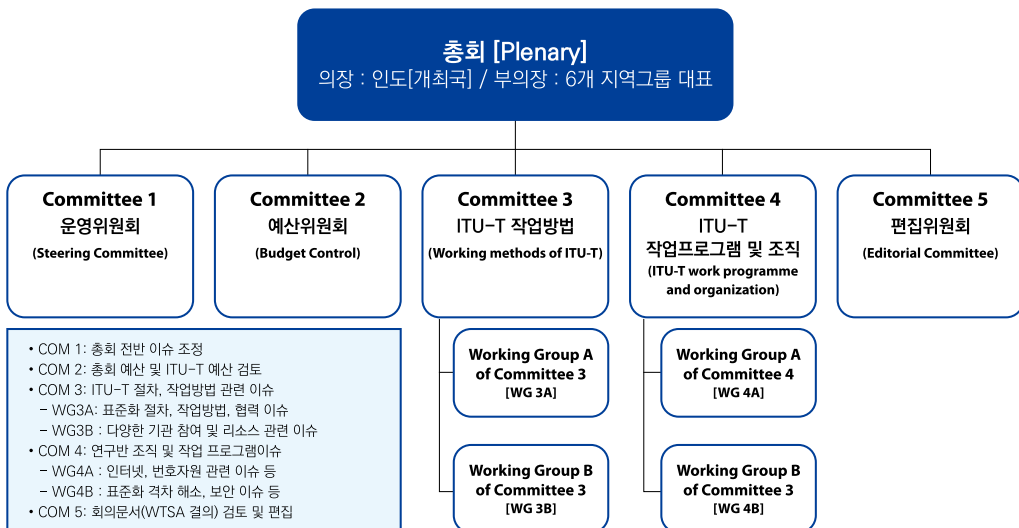 총회 [Plenary]
의장 : 인도[개최국] / 부의장 : 6개 지역그룹 대표
Committee 1
운영위원회
(Steering Committee)
Committee 2
예산위원회
(Budget Control)
Committee 3
ITU-T 작업방법
(Working methods of ITU-T)
Committee 4
ITU-T
작업프로그램 및 조직
(ITU-T work programme
and organization)
Committee 5
편집위원회
(Editorial Committee)
• COM 1: 총회 전반 이슈 조정
• COM 2: 총회 예산 및 ITU-T 예산 검토
• COM 3: ITU-T 절차, 작업방법 관련 이슈
- WG3A: 표준화 절차, 작업방법, 협력 이슈
- WG3B : 다양한 기관 참여 및 리소스 관련 이슈
• COM 4: 연구반 조직 및 작업 프로그램이슈
- WG4A : 인터넷, 번호자원 관련 이슈 등
- WG4B : 표준화 격차 해소, 보안 이슈 등
• COM 5: 회의문서(WTSA 결의) 검토 및 편집
Working Group A
of Committee 3
[WG 3A]
Working Group B
of Committee 3
[WG 3B]
Working Group A
of Committee 4
[WG 4A]
Working Group B
of Committee 3
[WG 4B]